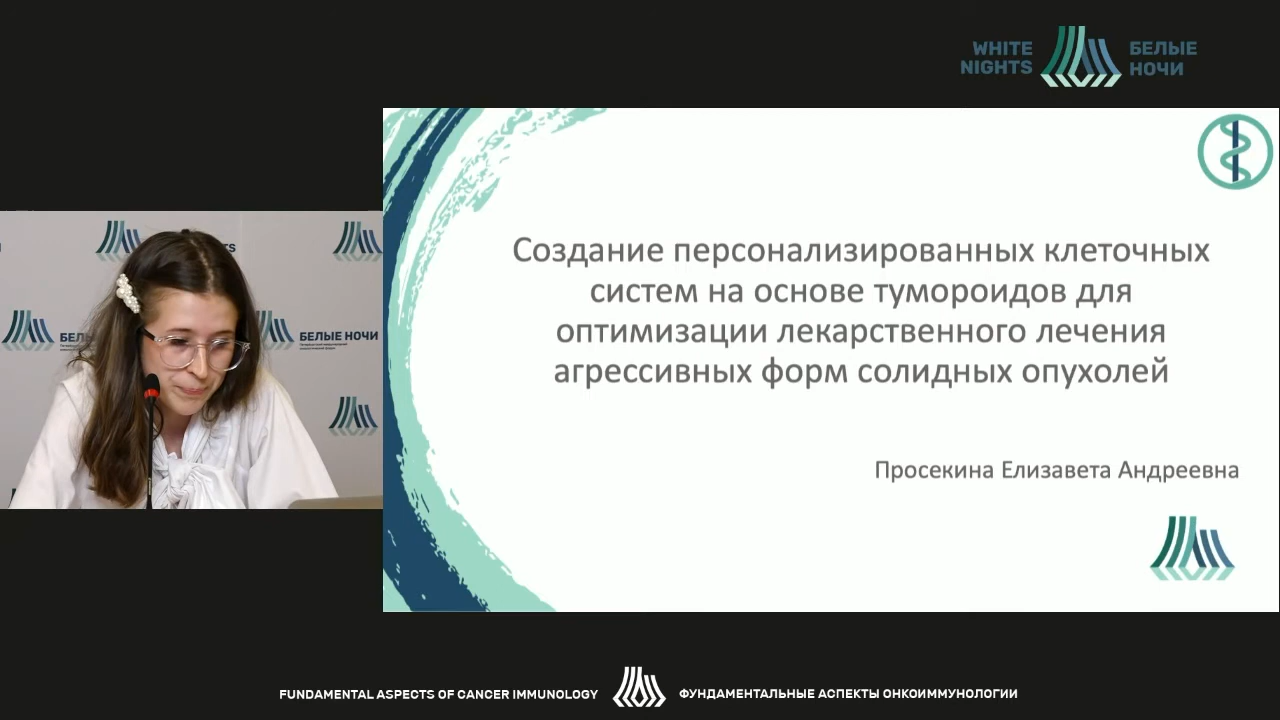 WHITE
NIGHTS
БЕЛЫЕ
НОЧИ
Создание персонализированных клеточных
систем на основе тумороидов для
оптимизации лекарственного лечения
агрессивных форм солидных опухолей
Просекина Елизавета Андреевна
БЕЛЫЕ НОЧИ
FUNDAMENTAL ASPECTS OF CANCER IMMUNOLOGY
ФУНДАМЕНТАЛЬНЫЕ АСПЕКТЫ ОНКОИММУНОЛОГИИ